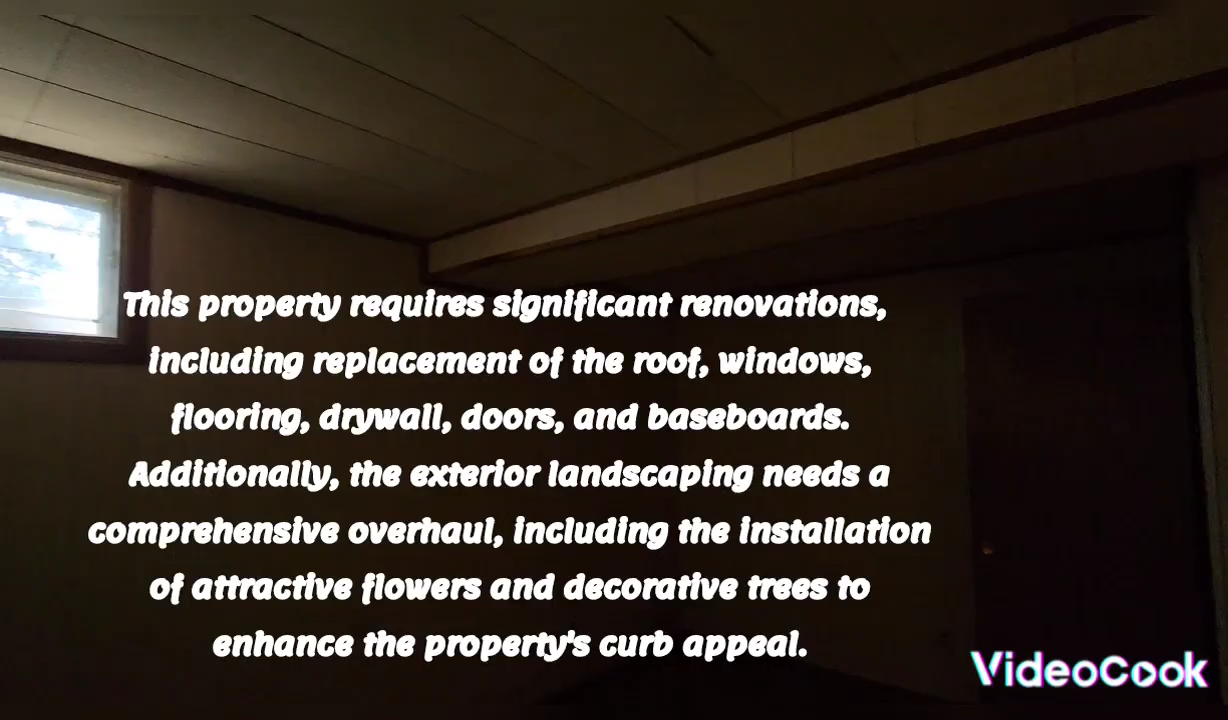 This property requires significant renovations,
including replacement of the roof, windows,
flooring, drywall, doors, and baseboards.
Additionally, the exterior landscaping needs a
comprehensive overhaul, including the installation
of attractive flowers and decorative trees to
enhance the property's curb appeal.
VideoCook